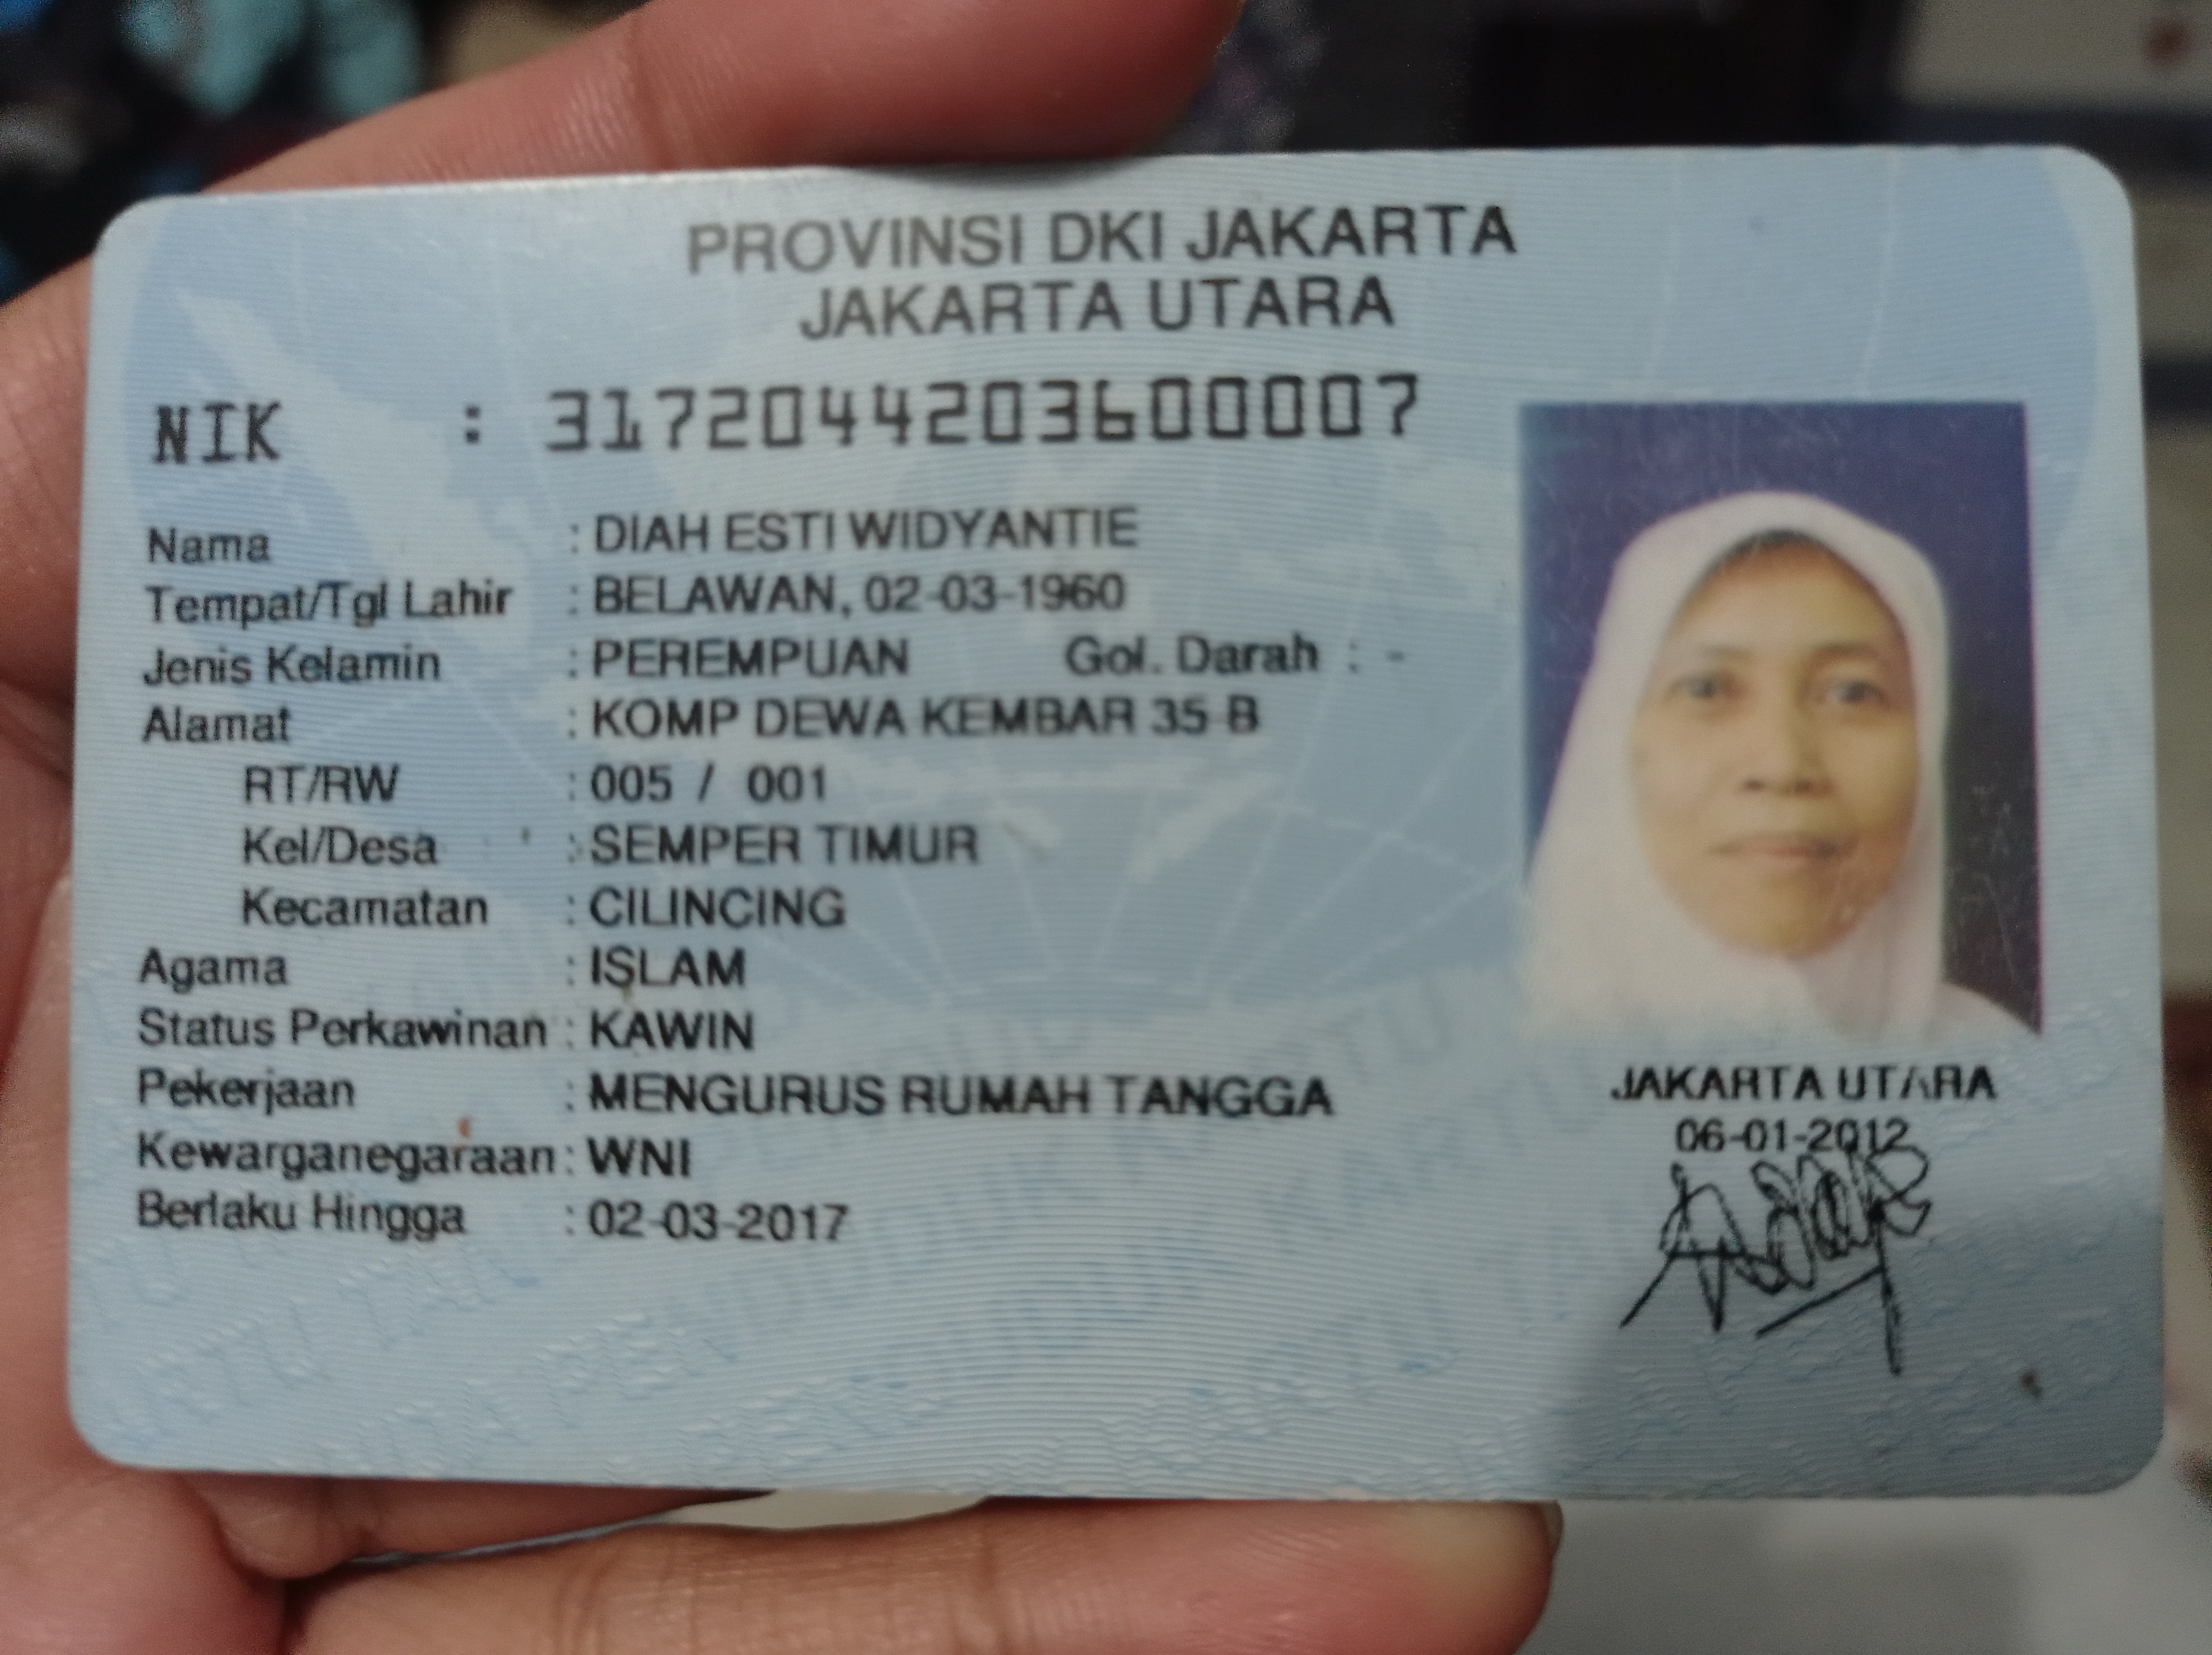 PROVINSI DKI JAKARTA
JAKARTA UTARA
NIK : 3172044203600007
Nama : DIAH ESTI WIDYANTIE
Tempat/Tgl Lahir : BELAWAN, 02-03-1960
Jenis Kelamin : PEREMPUAN Gol. Darah : -
Alamat : KOMP DEWA KEMBAR 35 B
RT/RW : 005 / 001
Kel/Desa : SEMPER TIMUR
Kecamatan : CILINCING
Agama : ISLAM
Status Perkawinan : KAWIN
Pekerjaan : MENGURUS RUMAH TANGGA
Kewarganegaraan : WNI
Berlaku Hingga : 02-03-2017
JAKARTA UTARA
06-01-2012